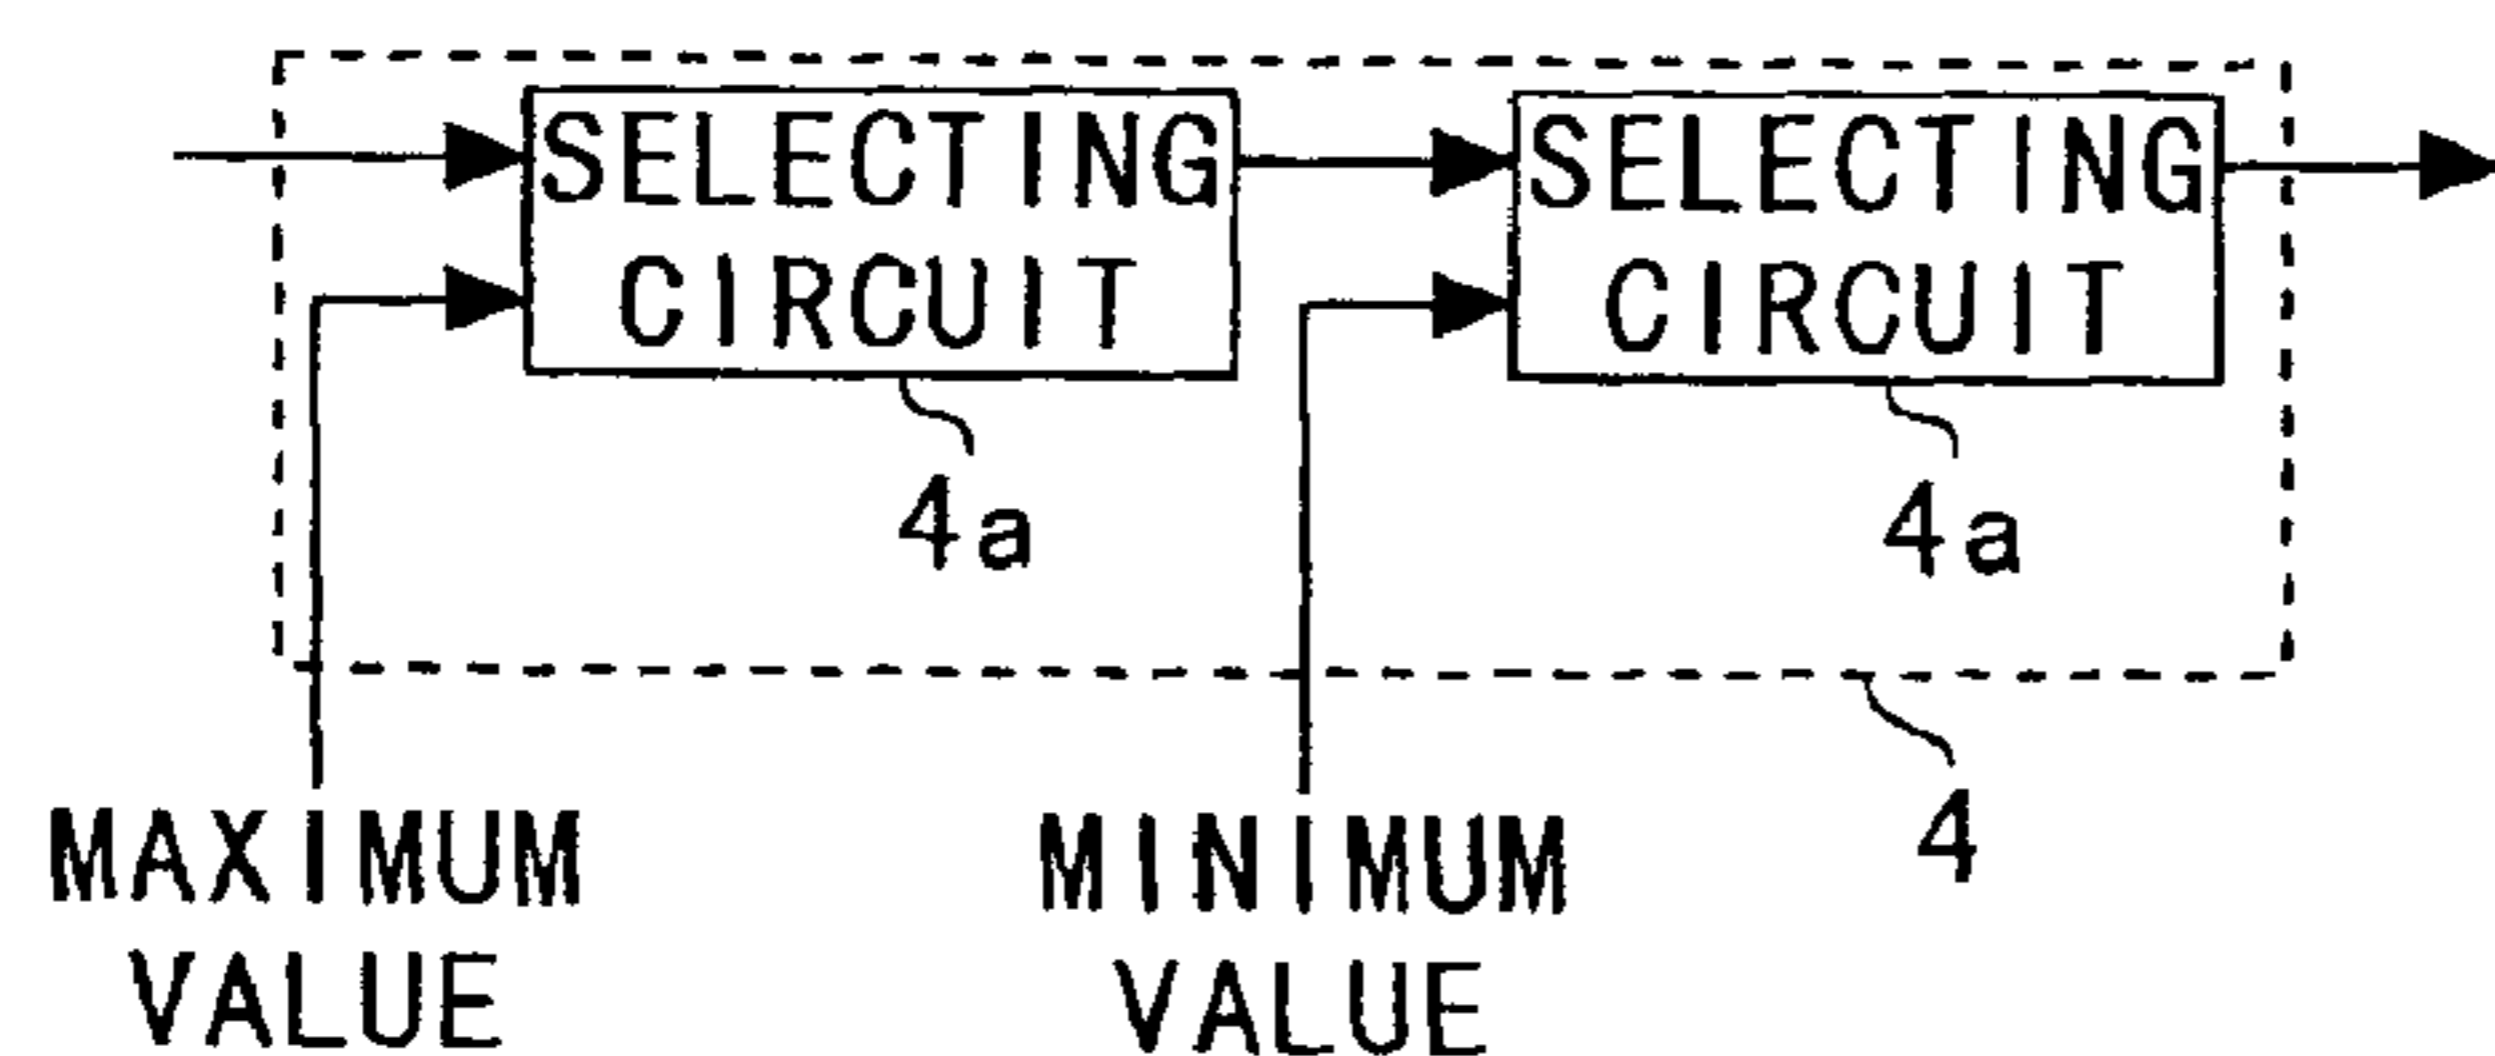 SELECTING
CIRCUIT
SELECTING
CIRCUIT
4a
4a
4
MAXIMUM
VALUE
MINIMUM
VALUE